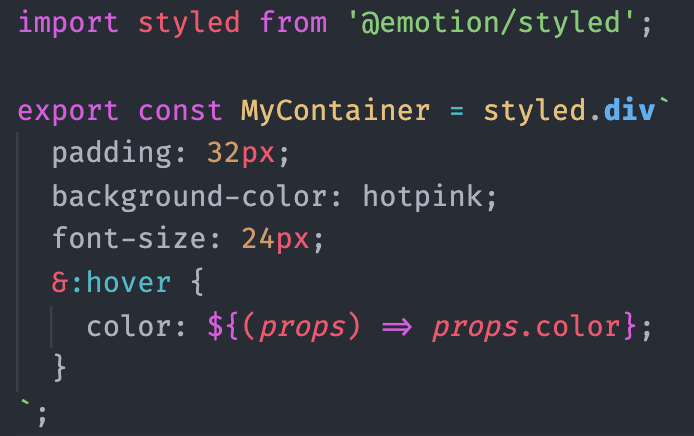 import styled from '@emotion/styled';
export const MyContainer = styled.div`
padding: 32px;
background-color: hotpink;
font-size: 24px;
&:hover {
color: ${(props) => props.color};
}
`;